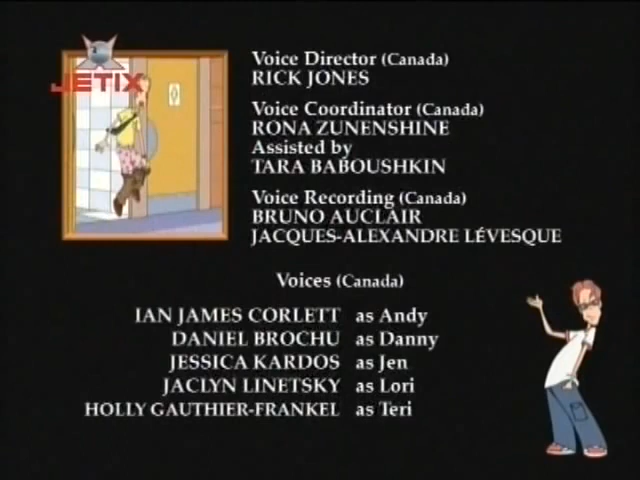 JETIX
Voice Director (Canada)
RICK JONES
Voice Coordinator (Canada)
RONA ZUNENSHINE
Assisted by
TARA BABOUSHKIN
Voice Recording (Canada)
BRUNO AUCLAIR
JACQUES-ALEXANDRE LÉVESQUE
Voices (Canada)
IAN JAMES CORLETT as Andy
DANIEL BROCHU as Danny
JESSICA KARDOS as Jen
JACLYN LINETSKY as Lori
HOLLY GAUTHIER-FRANKEL as Teri